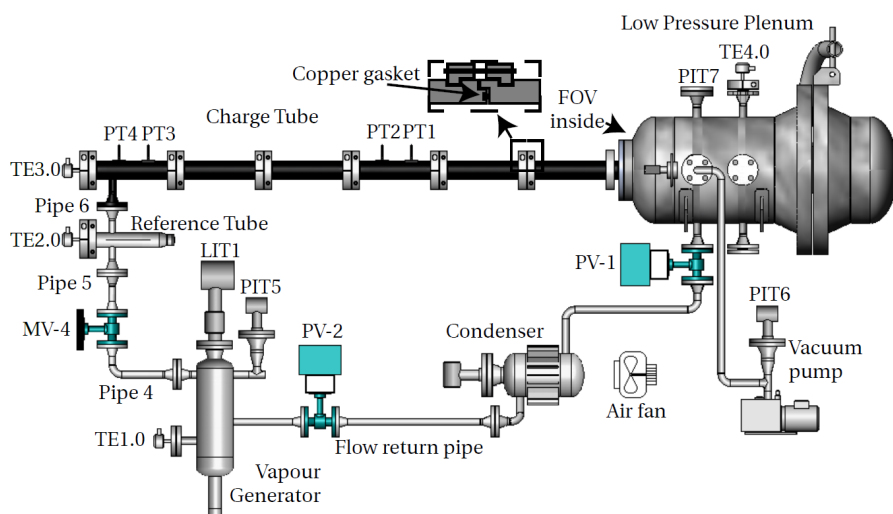 Low Pressure Plenum
TE4.0
PIT7
Copper gasket
FOV
inside
Charge Tube
PT4 PT3
PT2 PT1
TE3.0
Pipe 6
Reference Tube
TE2.0
LIT1
Pipe 5
PIT5
PV-1
MV-4
PV-2
Condenser
PIT6
Vacuum
pump
Pipe 4
Air fan
TE1.0
Flow return pipe
Vapour
Generator